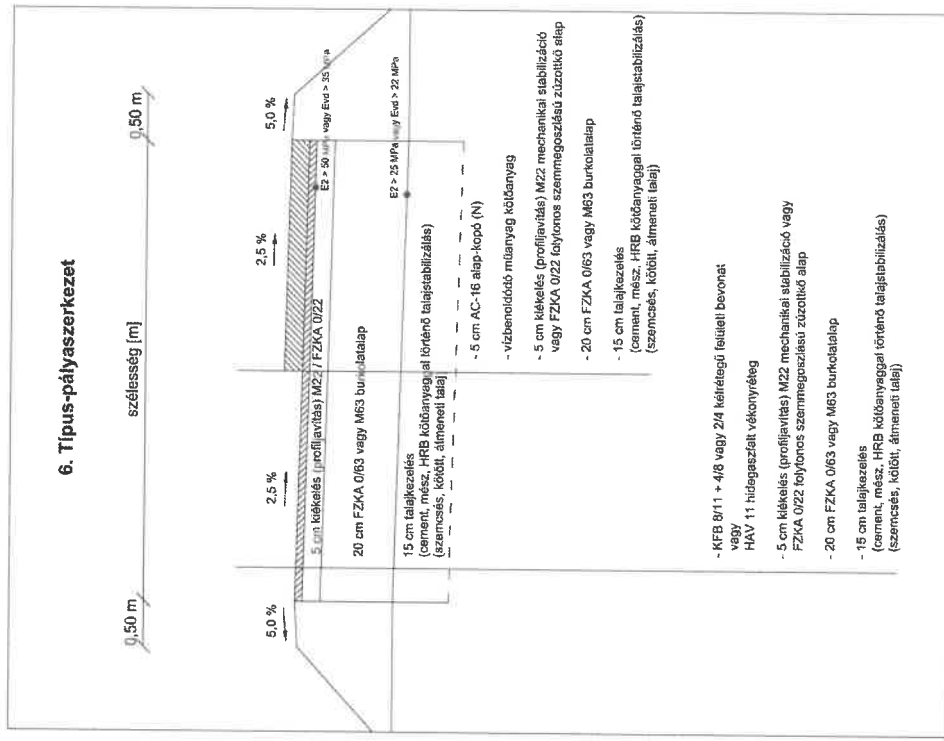 6. Típus-pályaszerkezet
szélesség [m]
0,50 m
0,50 m
5,0 %
2,5 %
2,5 %
5,0 %
E2 > 50 MPa vagy Evd > 35 MPa
E2 > 25 MPa vagy Evd > 22 MPa
5 cm kiékelés (profiljavítás) M22 / FZKA 0/22
20 cm FZKA 0/63 vagy M63 burkolatalap
15 cm talajkezelés
(cement, mész, HRB kötőanyaggal történő talajstabilizálás)
(szemcsés, kötött, átmeneti talaj)
- 5 cm AC-16 alap-kopó (N)
- vízbenoldódó műanyag kötőanyag
- 5 cm kiékelés (profiljavítás) M22 mechanikai stabilizáció
vagy FZKA 0/22 folytonos szemmegoszlású zúzottkő alap
- 20 cm FZKA 0/63 vagy M63 burkolatalap
- 15 cm talajkezelés
(cement, mész, HRB kötőanyaggal történő talajstabilizálás)
(szemcsés, kötött, átmeneti talaj)
- KFB 8/11 + 4/8 vagy 2/4 kétrétegű felületi bevonat
vagy
HAV 11 hidegaszfalt vékonyréteg
- 5 cm kiékelés (profiljavítás) M22 mechanikai stabilizáció vagy
FZKA 0/22 folytonos szemmegoszlású zúzottkő alap
- 20 cm FZKA 0/63 vagy M63 burkolatalap
- 15 cm talajkezelés
(cement, mész, HRB kötőanyaggal történő talajstabilizálás)
(szemcsés, kötött, átmeneti talaj)